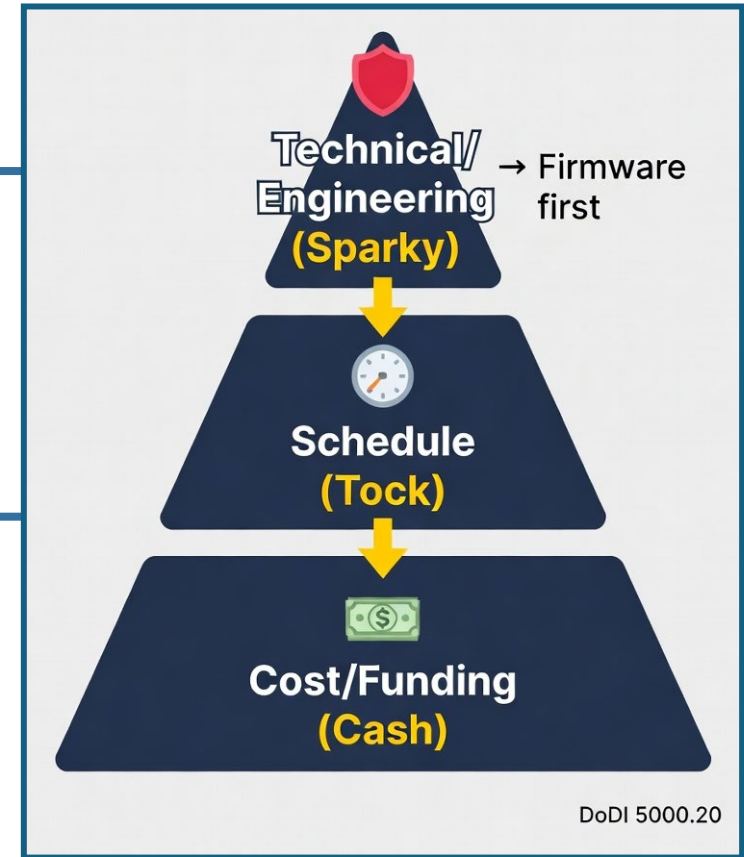 Technical/
Engineering
(Sparky)
→ Firmware
first
Schedule
(Tock)
$
Cost/Funding
(Cash)
DoDI 5000.20